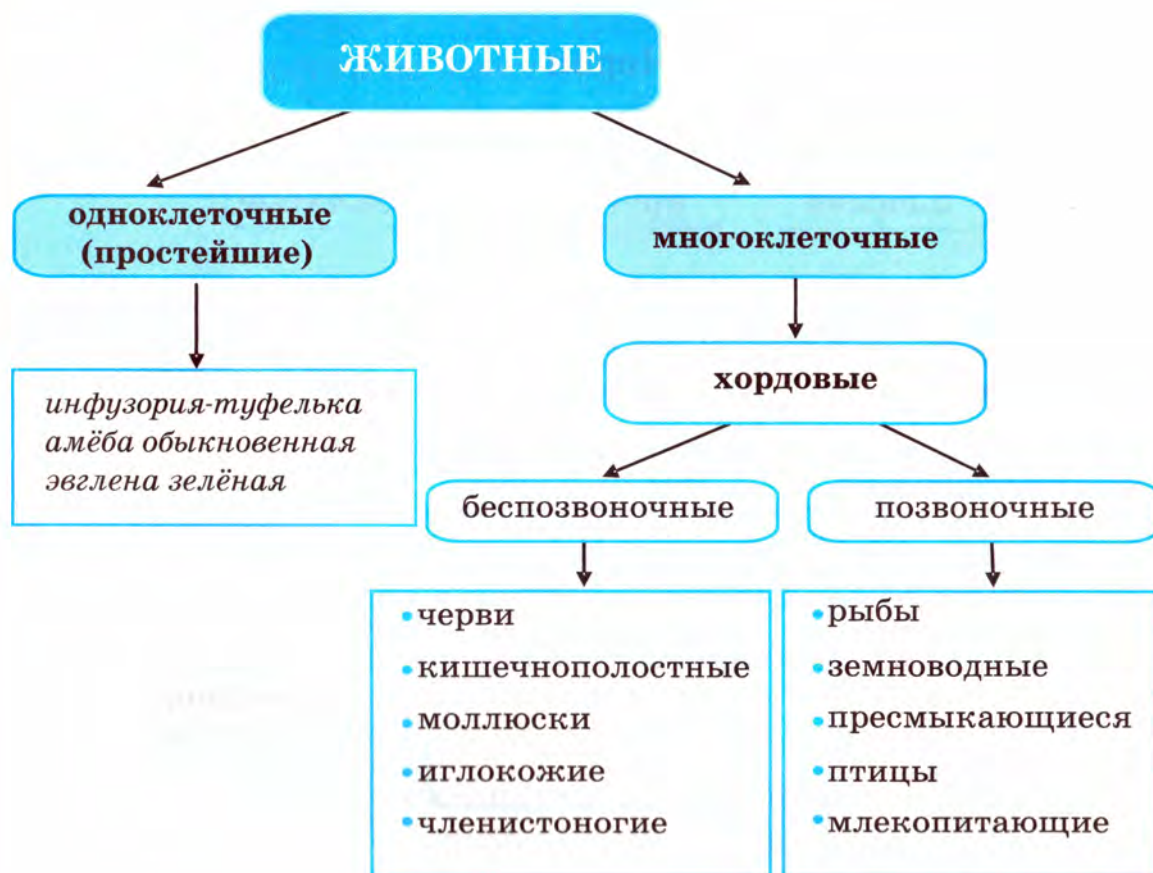 ЖИВОТНЫЕ
одноклеточные
(простейшие)
многоклеточные
инфузория-туфелька
амёба обыкновенная
эвглена зелёная
хордовые
беспозвоночные
позвоночные
•черви
•кишечнополостные
•моллюски
•иглокожие
•членистоногие
•рыбы
•земноводные
•пресмыкающиеся
•птицы
•млекопитающие